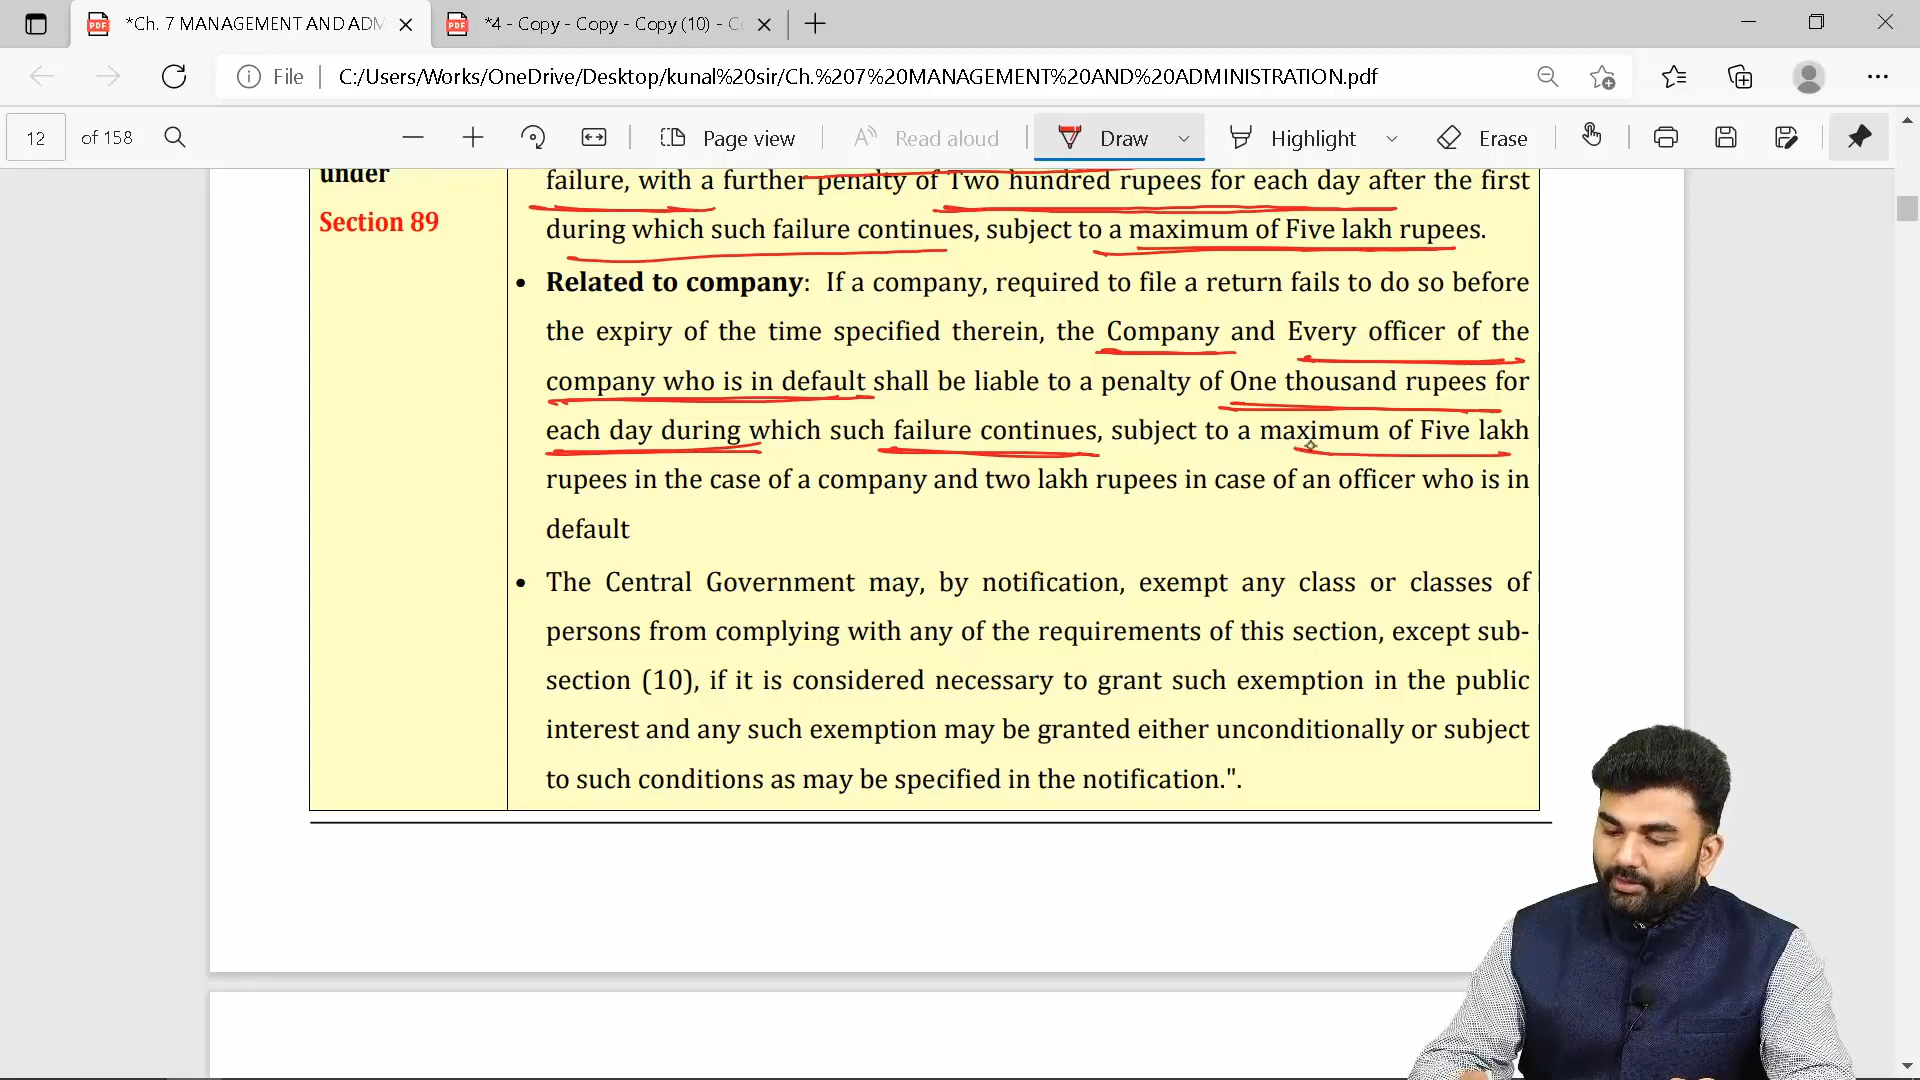 *Ch. 7 MANAGEMENT AND ADM
*4 - Copy - Copy - Copy (10) - Co
File
C:/Users/Works/OneDrive/Desktop/kunal%20sir/Ch.%207%20MANAGEMENT%20AND%20ADMINISTRATION.pdf
12 of 158
Page view
Read aloud
Draw
Highlight
Erase
under
Section 89
failure, with a further penalty of Two hundred rupees for each day after the first
during which such failure continues, subject to a maximum of Five lakh rupees.
• Related to company: If a company, required to file a return fails to do so before
the expiry of the time specified therein, the Company and Every officer of the
company who is in default shall be liable to a penalty of One thousand rupees for
each day during which such failure continues, subject to a maximum of Five lakh
rupees in the case of a company and two lakh rupees in case of an officer who is in
default
• The Central Government may, by notification, exempt any class or classes of
persons from complying with any of the requirements of this section, except sub-
section (10), if it is considered necessary to grant such exemption in the public
interest and any such exemption may be granted either unconditionally or subject
to such conditions as may be specified in the notification.".